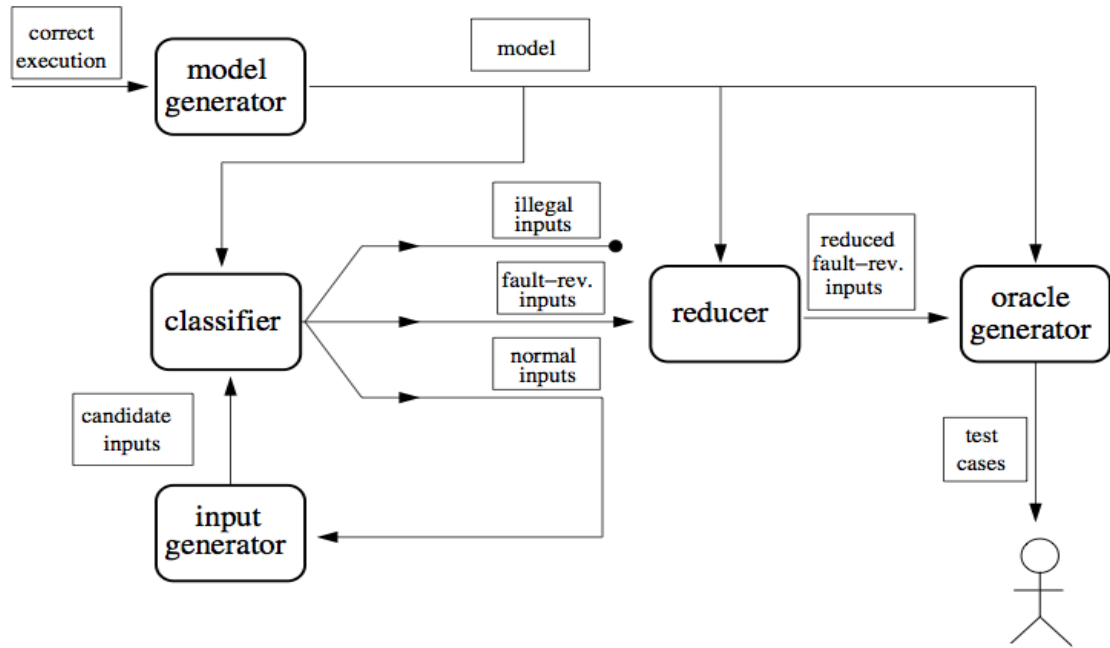 correct
execution
model
generator
model
illegal
inputs
fault-rev.
inputs
normal
inputs
classifier
reducer
reduced
fault-rev.
inputs
oracle
generator
candidate
inputs
input
generator
test
cases